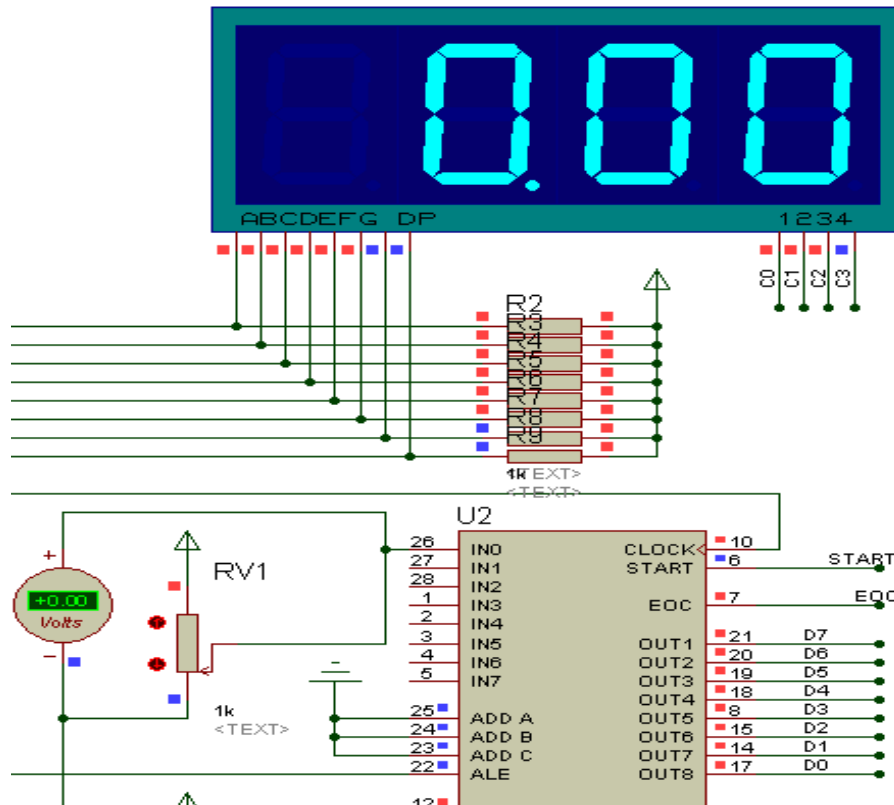 0.00
ABCDEFG DP 1234
C0 C1 C2 C3
R2
R3
R4
R5
R6
R7
R8
R9
1k
<TEXT>
<TEXT>
U2
RV1
+
+0.00
Volts
−
1k
<TEXT>
26 IN0 CLOCK 10
27 IN1 START 6 START
28 IN2
1 IN3 EOC 7 EOC
2 IN4
3 IN5 OUT1 21 D7
4 IN6 OUT2 20 D6
5 IN7 OUT3 19 D5
OUT4 18 D4
25 ADD A OUT5 8 D3
24 ADD B OUT6 15 D2
23 ADD C OUT7 14 D1
22 ALE OUT8 17 D0
12